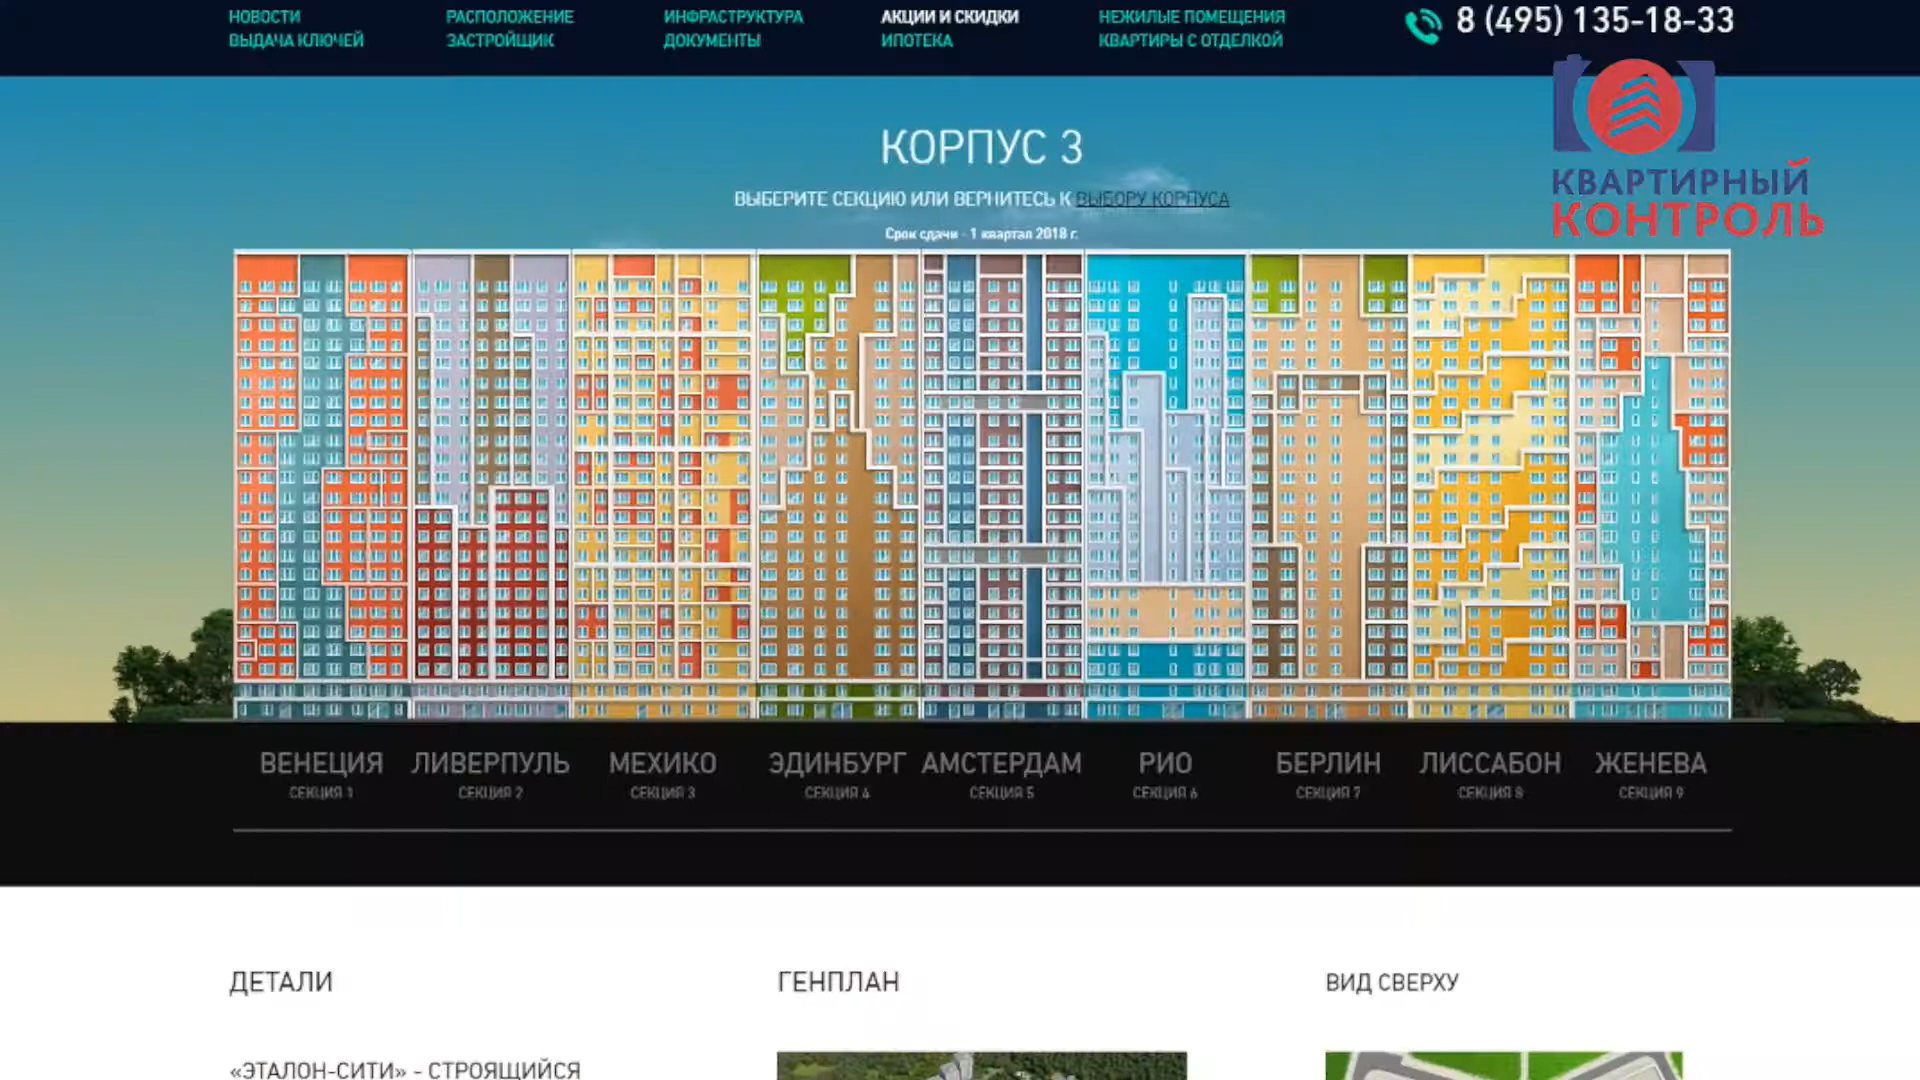 НОВОСТИ
ВЫДАЧА КЛЮЧЕЙ
РАСПОЛОЖЕНИЕ
ЗАСТРОЙЩИК
ИНФРАСТРУКТУРА
ДОКУМЕНТЫ
АКЦИИ И СКИДКИ
ИПОТЕКА
НЕЖИЛЫЕ ПОМЕЩЕНИЯ
КВАРТИРЫ С ОТДЕЛКОЙ
8 (495) 135-18-33
КВАРТИРНЫЙ
КОНТРОЛЬ
КОРПУС 3
ВЫБЕРИТЕ СЕКЦИЮ ИЛИ ВЕРНИТЕСЬ К ВЫБОРУ КОРПУСА
Срок сдачи - 1 квартал 2018 г.
ВЕНЕЦИЯ
СЕКЦИЯ 1
ЛИВЕРПУЛЬ
СЕКЦИЯ 2
МЕХИКО
СЕКЦИЯ 3
ЭДИНБУРГ
СЕКЦИЯ 4
АМСТЕРДАМ
СЕКЦИЯ 5
РИО
СЕКЦИЯ 6
БЕРЛИН
СЕКЦИЯ 7
ЛИССАБОН
СЕКЦИЯ 8
ЖЕНЕВА
СЕКЦИЯ 9
ДЕТАЛИ
ГЕНПЛАН
ВИД СВЕРХУ
«ЭТАЛОН-СИТИ» - СТРОЯЩИЙСЯ